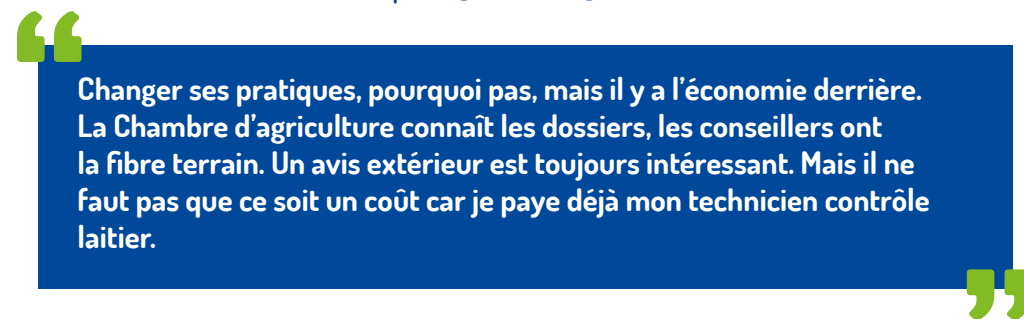 Changer ses pratiques, pourquoi pas, mais il y a l’économie derrière.
La Chambre d’agriculture connaît les dossiers, les conseillers ont
la fibre terrain. Un avis extérieur est toujours intéressant. Mais il ne
faut pas que ce soit un coût car je paye déjà mon technicien contrôle
laitier.